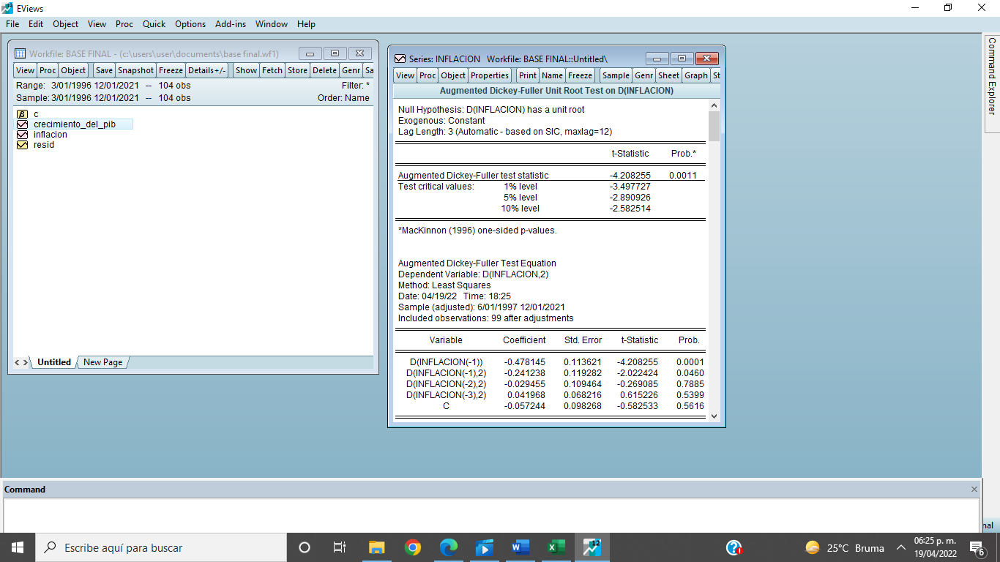 EViews
File Edit Object View Proc Quick Options Add-ins Window Help
Workfile: BASE FINAL - (c:\users\user\documents\base final.wf1)
View Proc Object Save Snapshot Freeze Details+/- Show Fetch Store Delete Genr Sa
Range: 3/01/1996 12/01/2021 -- 104 obs Filter: *
Sample: 3/01/1996 12/01/2021 -- 104 obs Order: Name
β c
crecimiento_del_pib
inflacion
resid
< > Untitled New Page
Series: INFLACION Workfile: BASE FINAL::Untitled\
View Proc Object Properties Print Name Freeze Sample Genr Sheet Graph St
Augmented Dickey-Fuller Unit Root Test on D(INFLACION)
Null Hypothesis: D(INFLACION) has a unit root
Exogenous: Constant
Lag Length: 3 (Automatic - based on SIC, maxlag=12)
t-Statistic Prob.*
Augmented Dickey-Fuller test statistic -4.208255 0.0011
Test critical values: 1% level -3.497727
5% level -2.890926
10% level -2.582514
*MacKinnon (1996) one-sided p-values.
Augmented Dickey-Fuller Test Equation
Dependent Variable: D(INFLACION,2)
Method: Least Squares
Date: 04/19/22 Time: 18:25
Sample (adjusted): 6/01/1997 12/01/2021
Included observations: 99 after adjustments
Variable Coefficient Std. Error t-Statistic Prob.
D(INFLACION(-1)) -0.478145 0.113621 -4.208255 0.0001
D(INFLACION(-1),2) -0.241238 0.119282 -2.022424 0.0460
D(INFLACION(-2),2) -0.029455 0.109464 -0.269085 0.7885
D(INFLACION(-3),2) 0.041968 0.068216 0.615226 0.5399
C -0.057244 0.098268 -0.582533 0.5616
Command Explorer
Command
nal
Escribe aquí para buscar
12
25°C Bruma
06:25 p. m.
19/04/2022
6